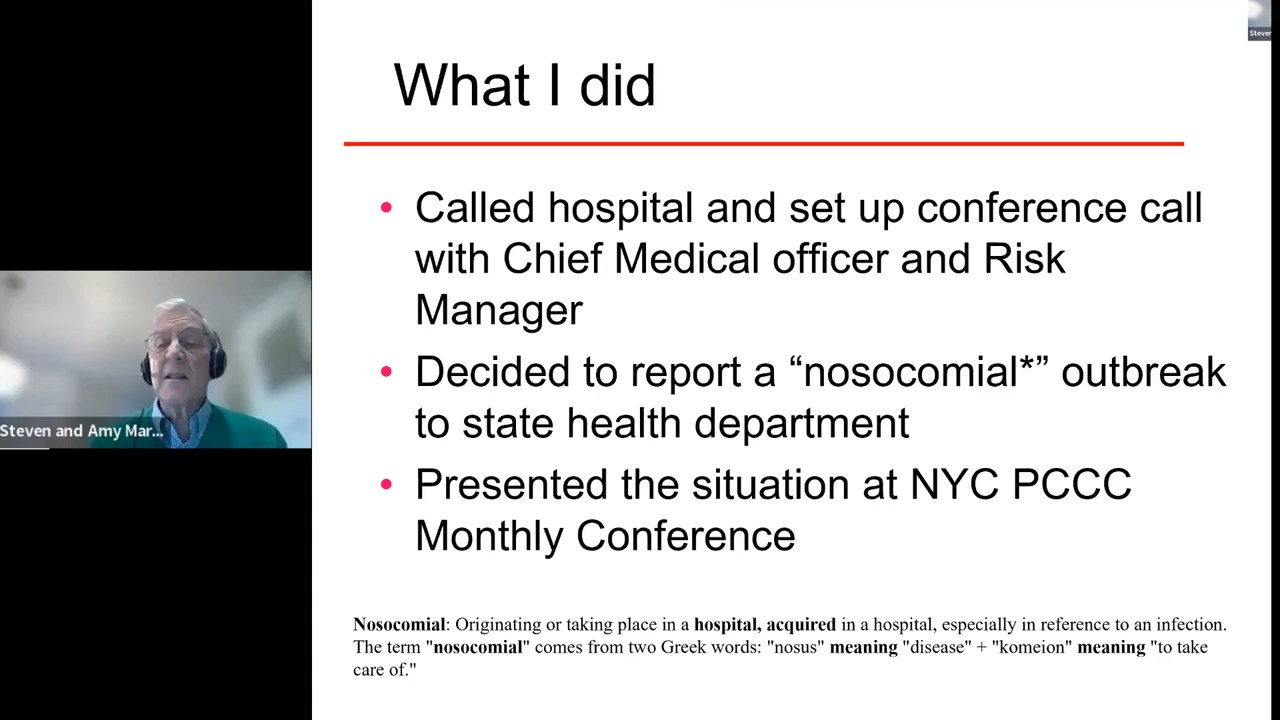 Steven
What I did
• Called hospital and set up conference call
with Chief Medical officer and Risk
Manager
• Decided to report a “nosocomial*” outbreak
to state health department
• Presented the situation at NYC PCCC
Monthly Conference
Steven and Amy Mar...
Nosocomial: Originating or taking place in a hospital, acquired in a hospital, especially in reference to an infection.
The term "nosocomial" comes from two Greek words: "nosus" meaning "disease" + "komeion" meaning "to take
care of."